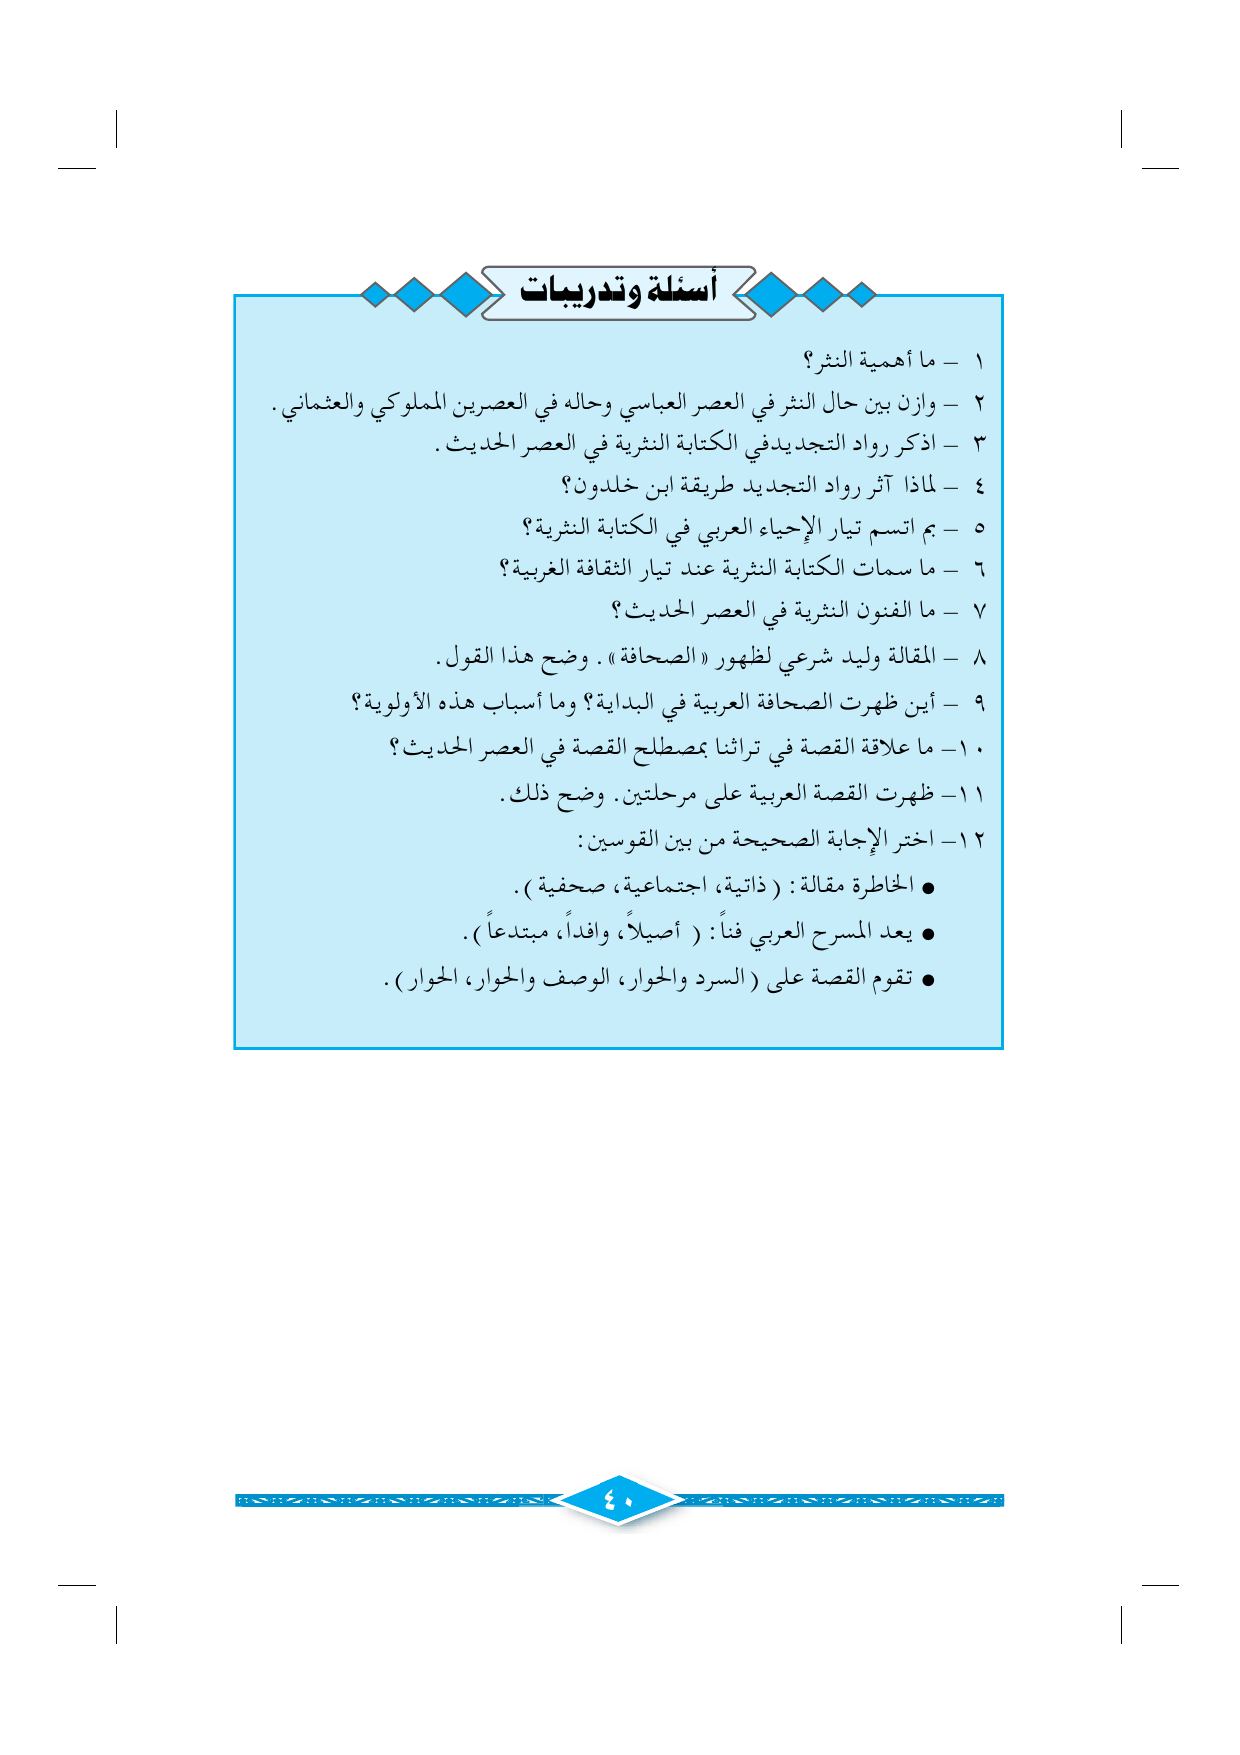 أسئلة وتدريبات
١ – ما أهمية النثر؟
٢ – وازن بين حال النثر في العصر العباسي وحاله في العصرين المملوكي والعثماني.
٣ – اذكر رواد التجديدفي الكتابة النثرية في العصر الحديث.
٤ – لماذا آثر رواد التجديد طريقة ابن خلدون؟
٥ – بم اتسم تيار الإِحياء العربي في الكتابة النثرية؟
٦ – ما سمات الكتابة النثرية عند تيار الثقافة الغربية؟
٧ – ما الفنون النثرية في العصر الحديث؟
٨ – المقالة وليد شرعي لظهور «الصحافة». وضح هذا القول.
٩ – أين ظهرت الصحافة العربية في البداية؟ وما أسباب هذه الأولوية؟
١٠– ما علاقة القصة في تراثنا بمصطلح القصة في العصر الحديث؟
١١– ظهرت القصة العربية على مرحلتين. وضح ذلك.
١٢– اختر الإِجابة الصحيحة من بين القوسين:
● الخاطرة مقالة: (ذاتية، اجتماعية، صحفية).
● يعد المسرح العربي فناً: ( أصيلاً، وافداً، مبتدعاً).
● تقوم القصة على (السرد والحوار، الوصف والحوار، الحوار).
٤٠